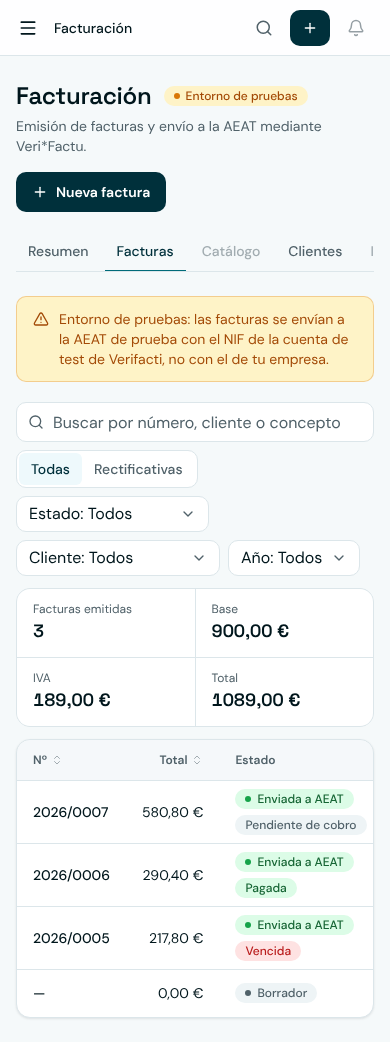 Facturación
Facturación
Entorno de pruebas
Emisión de facturas y envío a la AEAT mediante
Veri*Factu.
Nueva factura
Resumen Facturas Catálogo Clientes
Entorno de pruebas: las facturas se envían a
la AEAT de prueba con el NIF de la cuenta de
test de Verifacti, no con el de tu empresa.
Buscar por número, cliente o concepto
Todas Rectificativas
Estado: Todos
Cliente: Todos Año: Todos
Facturas emitidas Base
3 900,00 €
IVA Total
189,00 € 1089,00 €
Nº Total Estado
2026/0007 580,80 € Enviada a AEAT
Pendiente de cobro
2026/0006 290,40 € Enviada a AEAT
Pagada
2026/0005 217,80 € Enviada a AEAT
Vencida
— 0,00 € Borrador